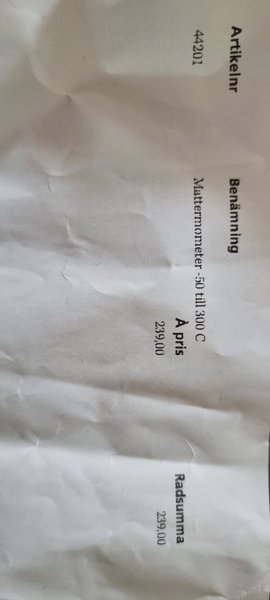 Artikelnr Benämning
44201 Mattermometer -50 till 300 C
À pris Radsumma
239,00 239,00